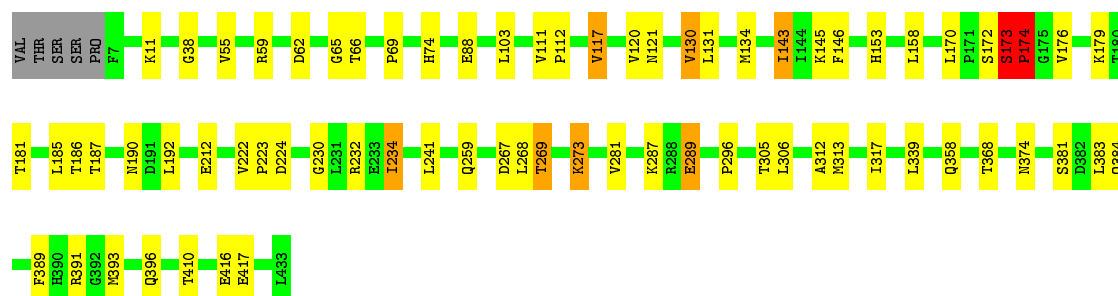 VAL THR SER SER PRO F7 K11 G38 V55 R59 D62 G65 T66 P69 H74 E88 L103 V111 P112 V117 V120 N121 V130 L131 M134 I143 I144 K145 F146 H153 L158 L170 P171 S172 S173 P174 G175 V176 K179 T180
T181 L185 T186 T187 N190 D191 L192 E212 V222 P223 D224 G230 L231 R232 E233 I234 L241 Q259 D267 L268 T269 K273 V281 K287 R288 E289 P296 T305 L306 A312 M313 I317 L339 Q358 T368 N374 S381 D382 L383
F389 H390 R391 G392 M393 Q396 T410 E416 E417 L433